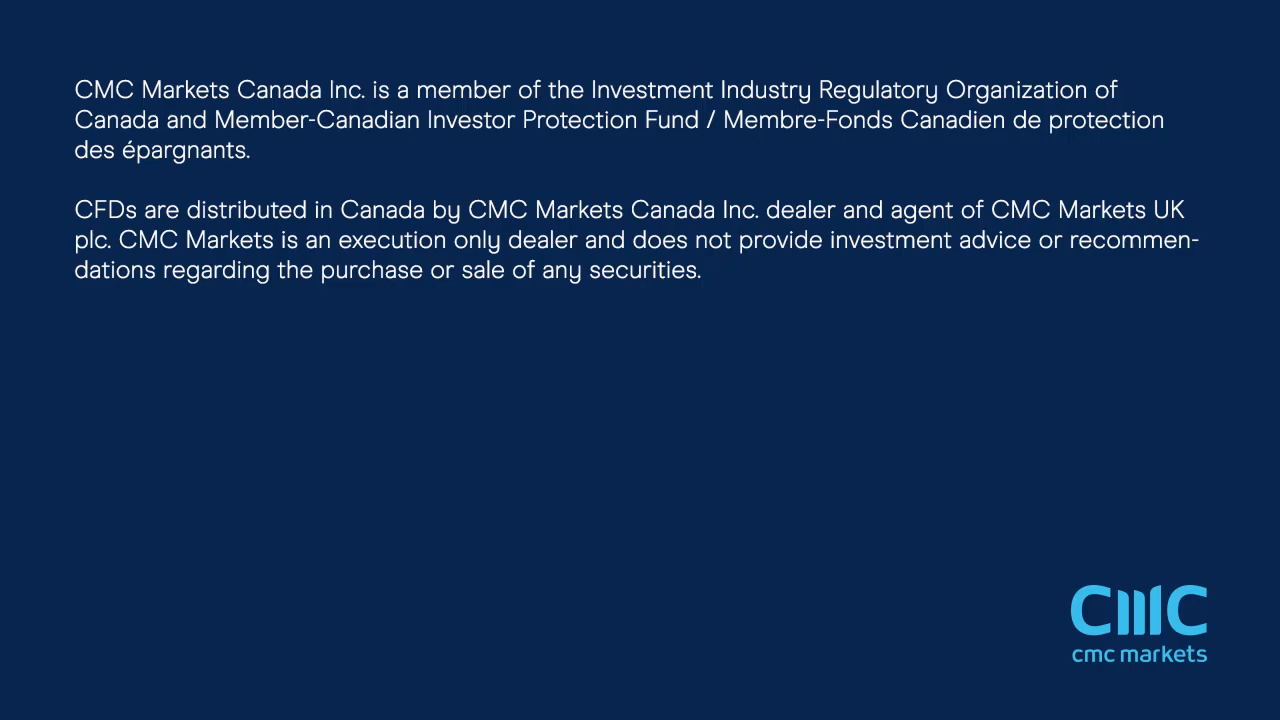 CMC Markets Canada Inc. is a member of the Investment Industry Regulatory Organization of
Canada and Member-Canadian Investor Protection Fund / Membre-Fonds Canadien de protection
des épargnants.
CFDs are distributed in Canada by CMC Markets Canada Inc. dealer and agent of CMC Markets UK
plc. CMC Markets is an execution only dealer and does not provide investment advice or recommen-
dations regarding the purchase or sale of any securities.
CMC
cmc markets